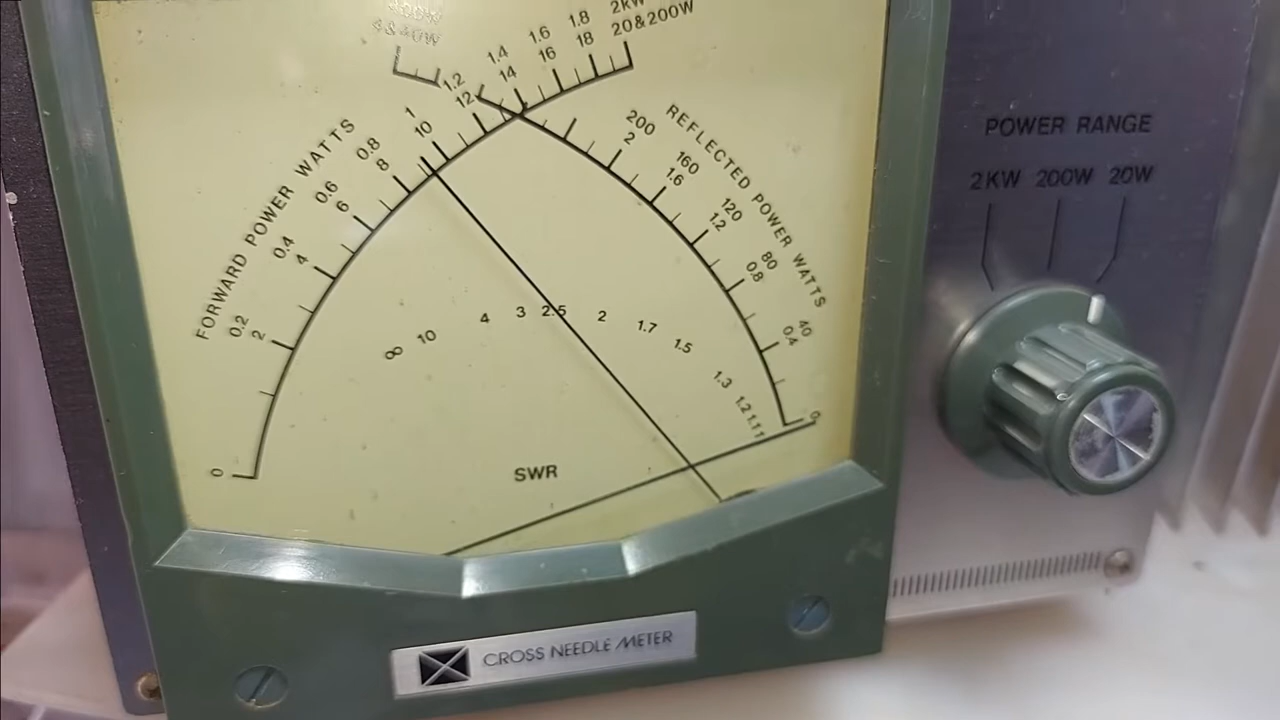 400W
4&40W
2KW
20&200W
FORWARD POWER WATTS
0 0.2 0.4 0.6 0.8 1 1.2 1.4 1.6 1.8
2 4 6 8 10 12 14 16 18
REFLECTED POWER WATTS
200 160 120 80 40
2 1.6 1.2 0.8 0.4 0
∞ 10 4 3 2.5 2 1.7 1.5 1.3 1.2 1.1 1
SWR
CROSS NEEDLE METER
POWER RANGE
2KW 200W 20W